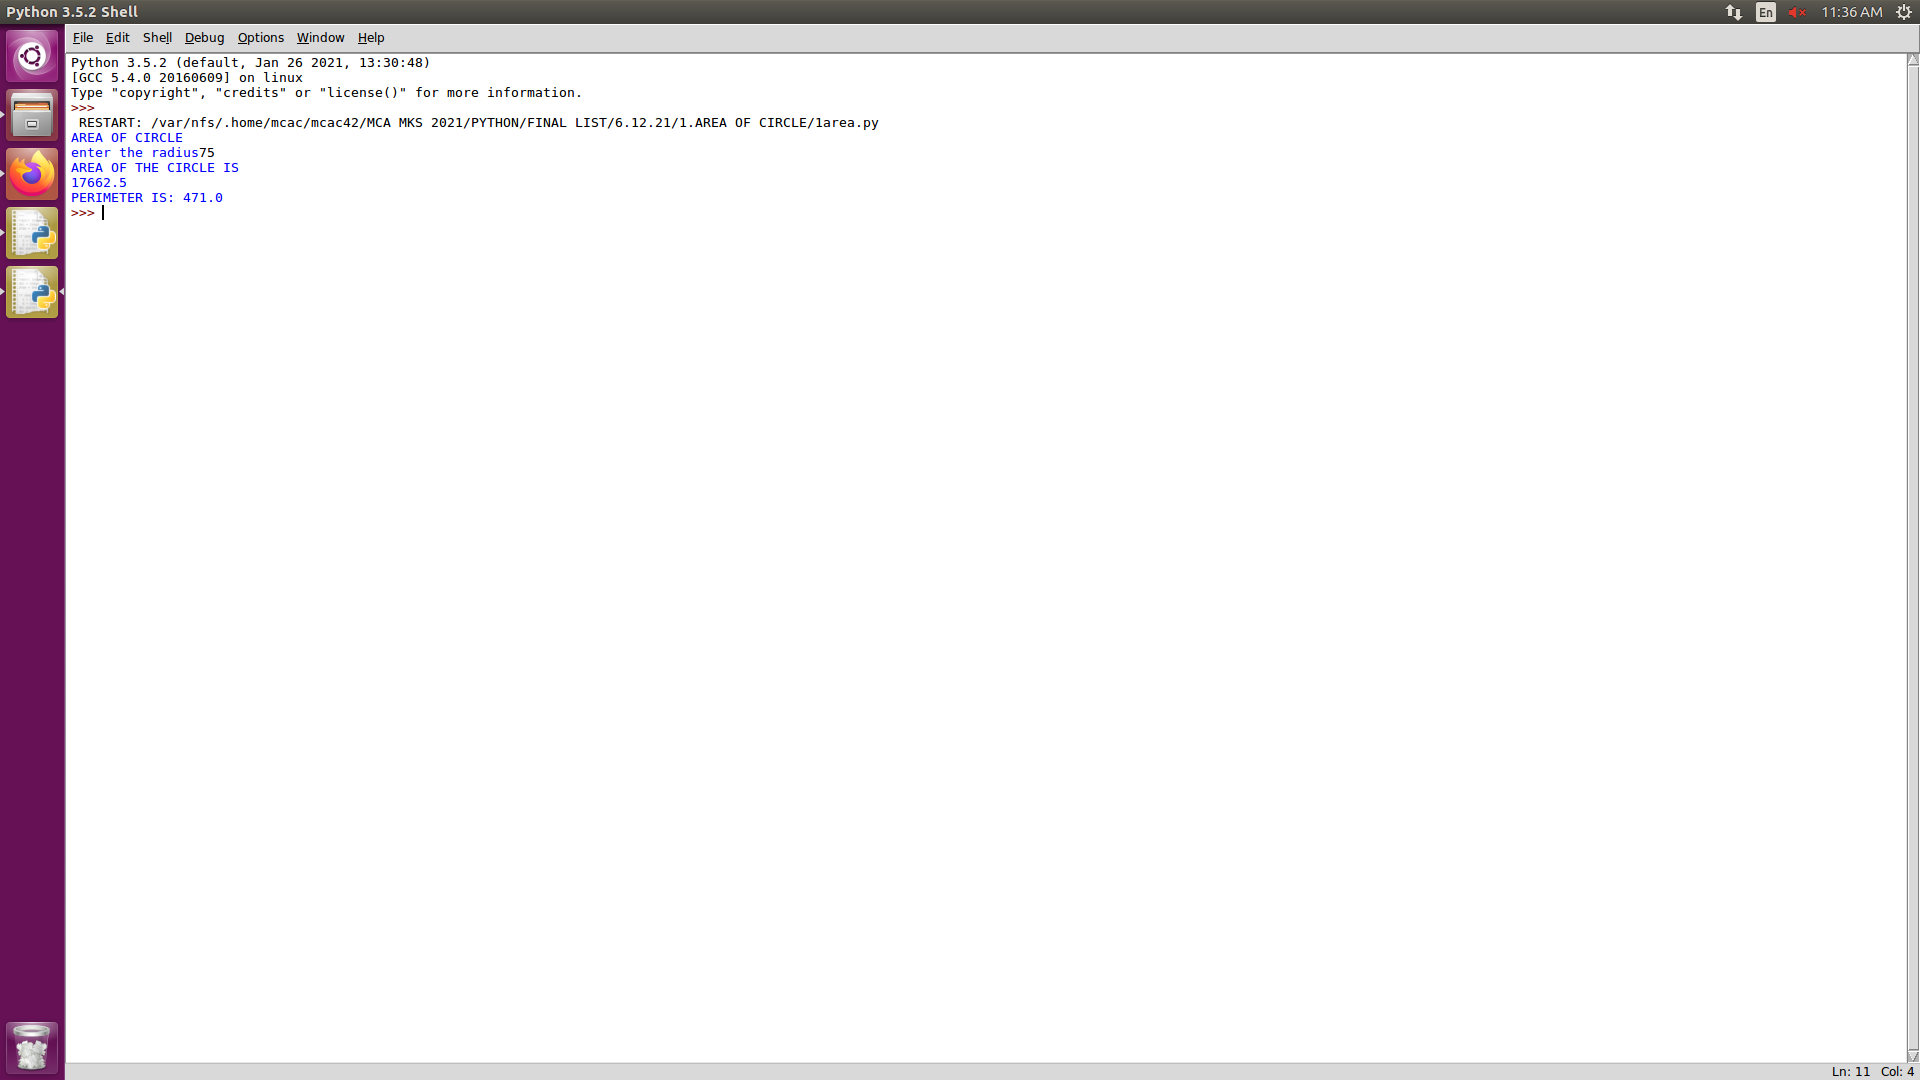 Python 3.5.2 Shell
En
11:36 AM
File Edit Shell Debug Options Window Help
Python 3.5.2 (default, Jan 26 2021, 13:30:48)
[GCC 5.4.0 20160609] on linux
Type "copyright", "credits" or "license()" for more information.
>>>
 RESTART: /var/nfs/.home/mcac/mcac42/MCA MKS 2021/PYTHON/FINAL LIST/6.12.21/1.AREA OF CIRCLE/1area.py
AREA OF CIRCLE
enter the radius75
AREA OF THE CIRCLE IS
17662.5
PERIMETER IS: 471.0
>>>
Ln: 11 Col: 4